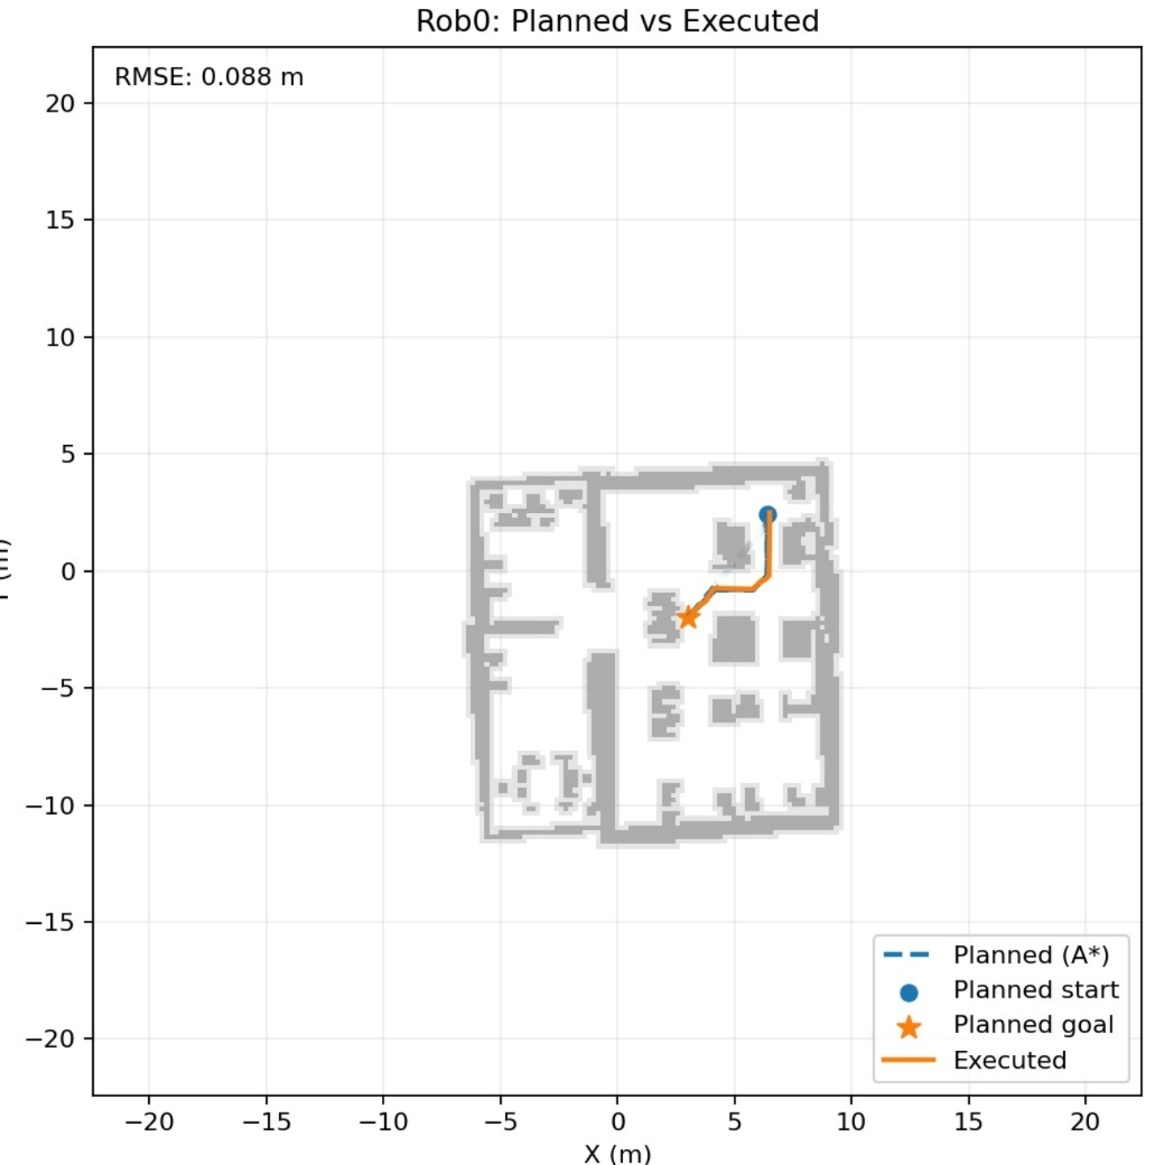 Rob0: Planned vs Executed
RMSE: 0.088 m
20
15
10
5
0
−5
−10
−15
−20
Planned (A*)
Planned start
Planned goal
Executed
−20 −15 −10 −5 0 5 10 15 20
X (m)